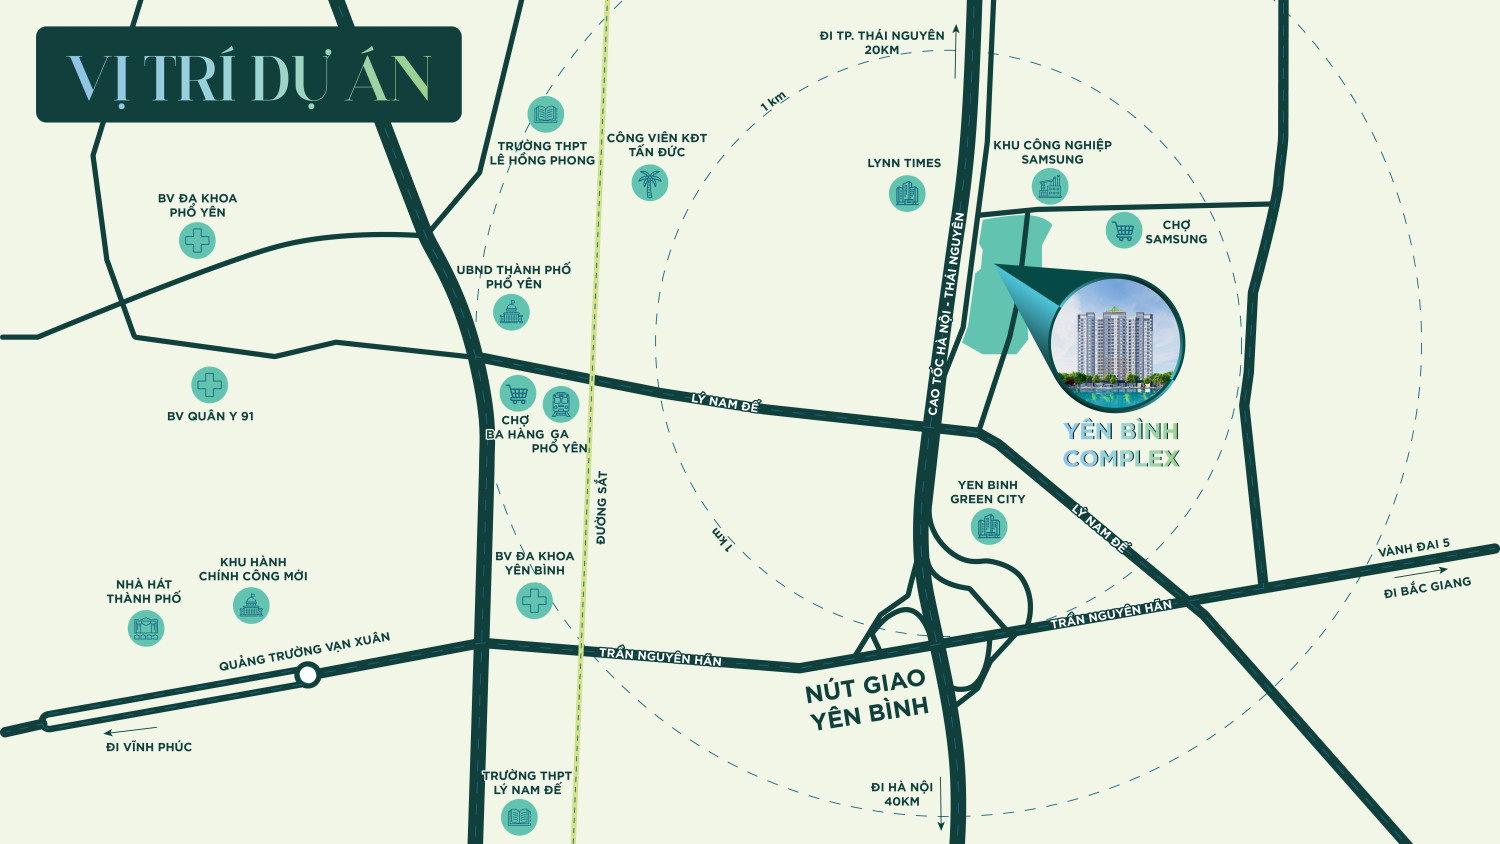 VỊ TRÍ DỰ ÁN
ĐI TP. THÁI NGUYÊN
20KM
1 km
TRƯỜNG THPT
LÊ HỒNG PHONG
CÔNG VIÊN KĐT
TẤN ĐỨC
LYNN TIMES
KHU CÔNG NGHIỆP
SAMSUNG
BV ĐA KHOA
PHỔ YÊN
CHỢ
SAMSUNG
UBND THÀNH PHỐ
PHỔ YÊN
CAO TỐC HÀ NỘI - THÁI NGUYÊN
BV QUÂN Y 91
CHỢ
BA HÀNG
GA
PHỔ YÊN
LÝ NAM ĐẾ
YÊN BÌNH
COMPLEX
ĐƯỜNG SẮT
YEN BINH
GREEN CITY
1 km
LÝ NAM ĐẾ
VÀNH ĐAI 5
ĐI BẮC GIANG
BV ĐA KHOA
YÊN BÌNH
KHU HÀNH
CHÍNH CÔNG MỚI
NHÀ HÁT
THÀNH PHỐ
TRẦN NGUYÊN HÃN
QUẢNG TRƯỜNG VẠN XUÂN
TRẦN NGUYÊN HÃN
NÚT GIAO
YÊN BÌNH
ĐI VĨNH PHÚC
TRƯỜNG THPT
LÝ NAM ĐẾ
ĐI HÀ NỘI
40KM